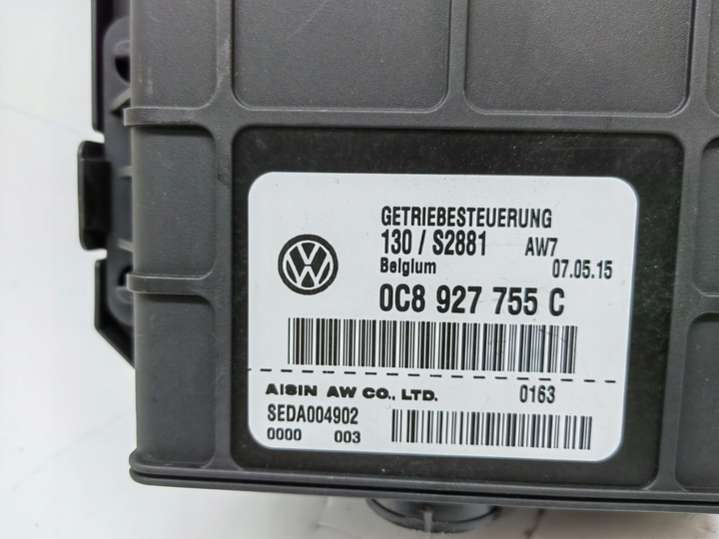 GETRIEBESTEUERUNG
130 / S2881 AW7
Belgium 07.05.15
0C8 927 755 C
AISIN AW CO., LTD. 0163
SEDA004902
0000 003